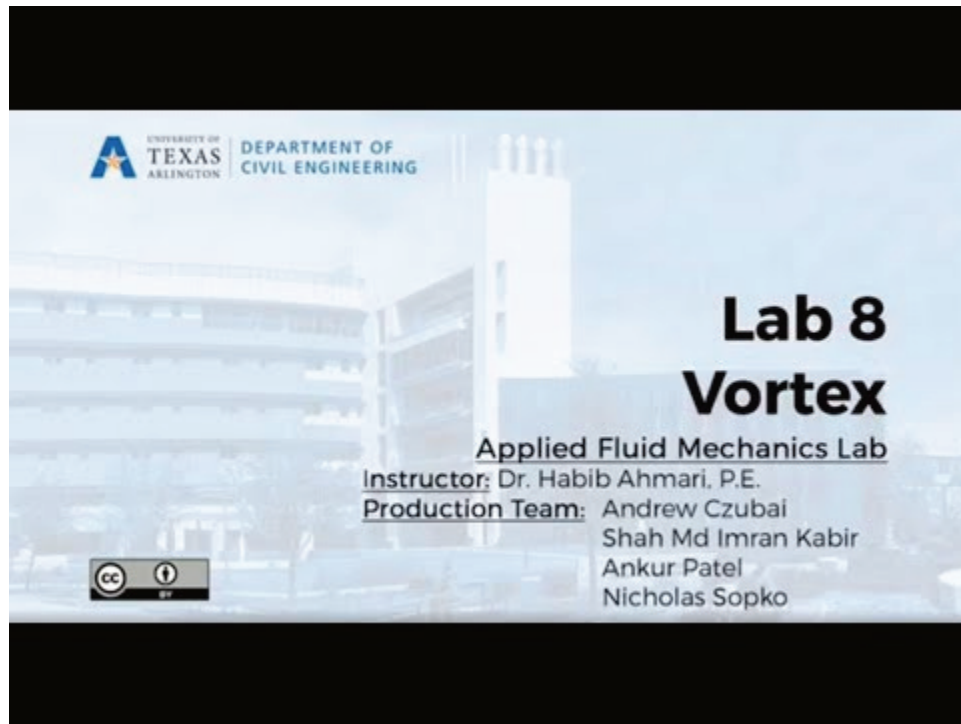 UNIVERSITY OF
TEXAS
ARLINGTON
DEPARTMENT OF
CIVIL ENGINEERING
Lab 8
Vortex
Applied Fluid Mechanics Lab
Instructor: Dr. Habib Ahmari, P.E.
Production Team: Andrew Czubai
Shah Md Imran Kabir
Ankur Patel
Nicholas Sopko
cc
BY